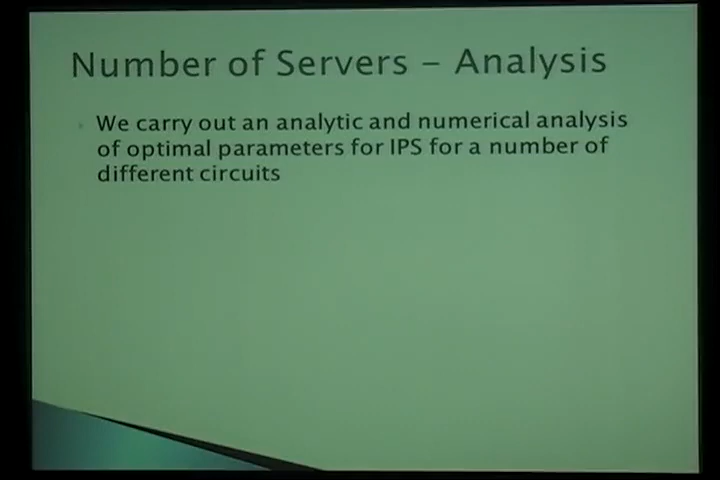 Number of Servers – Analysis
We carry out an analytic and numerical analysis
of optimal parameters for IPS for a number of
different circuits